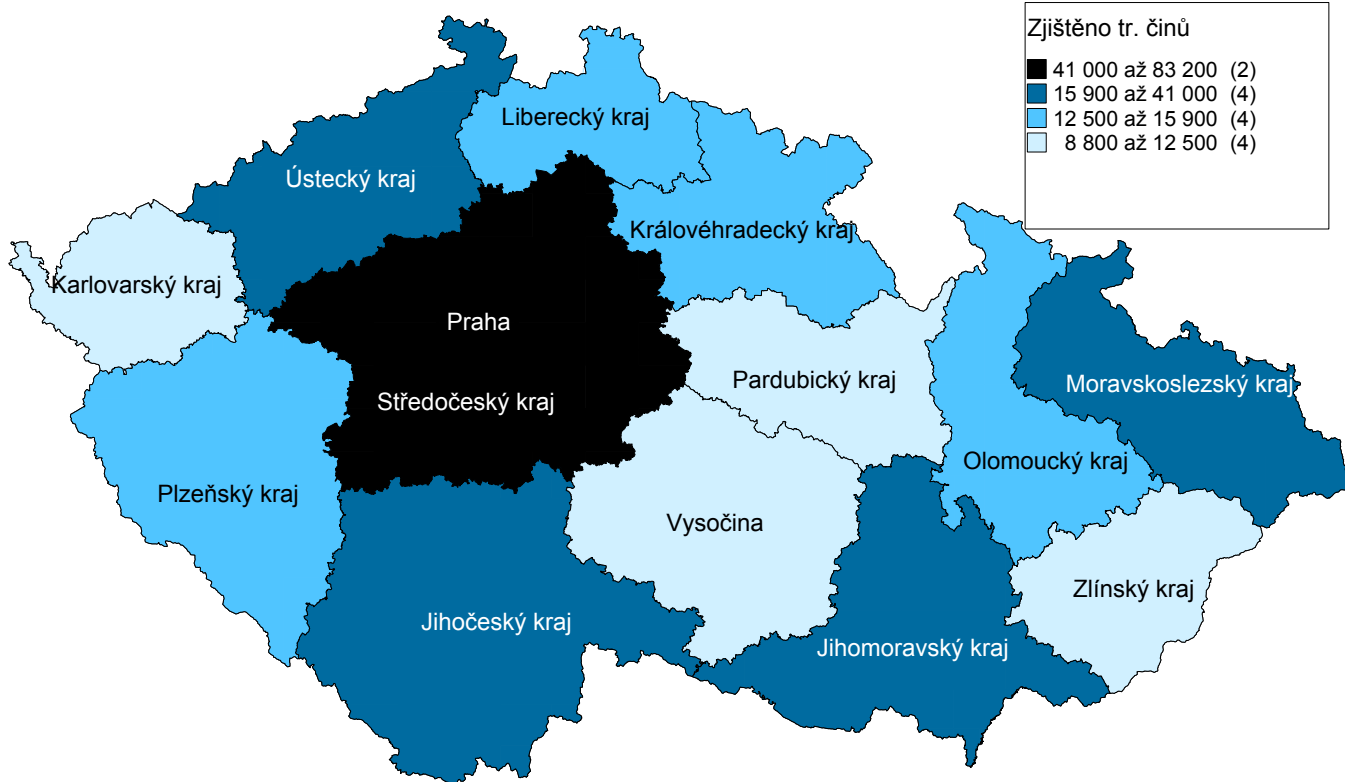 Zjištěno tr. činů
41 000 až 83 200 (2)
15 900 až 41 000 (4)
12 500 až 15 900 (4)
8 800 až 12 500 (4)
Liberecký kraj
Ústecký kraj
Královéhradecký kraj
Karlovarský kraj
Praha
Pardubický kraj
Moravskoslezský kraj
Středočeský kraj
Olomoucký kraj
Plzeňský kraj
Vysočina
Zlínský kraj
Jihočeský kraj
Jihomoravský kraj